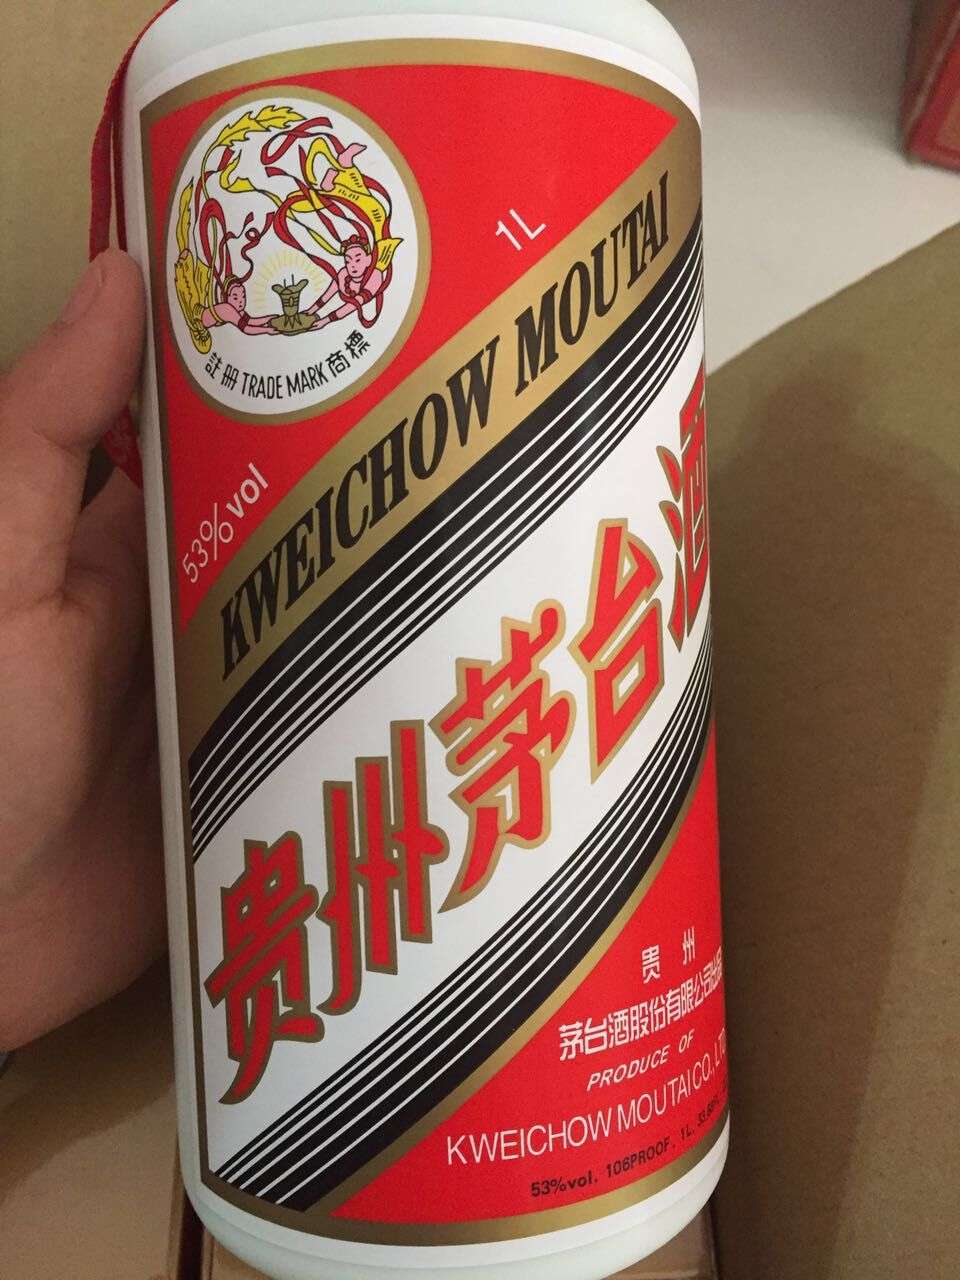 註册 TRADE MARK 商標
1L
53%vol
KWEICHOW MOUTAI
贵州茅台酒
贵州
茅台酒股份有限公司出品
PRODUCE OF
KWEICHOW MOUTAI CO., LTD
53%vol. 106PROOF. 1L.